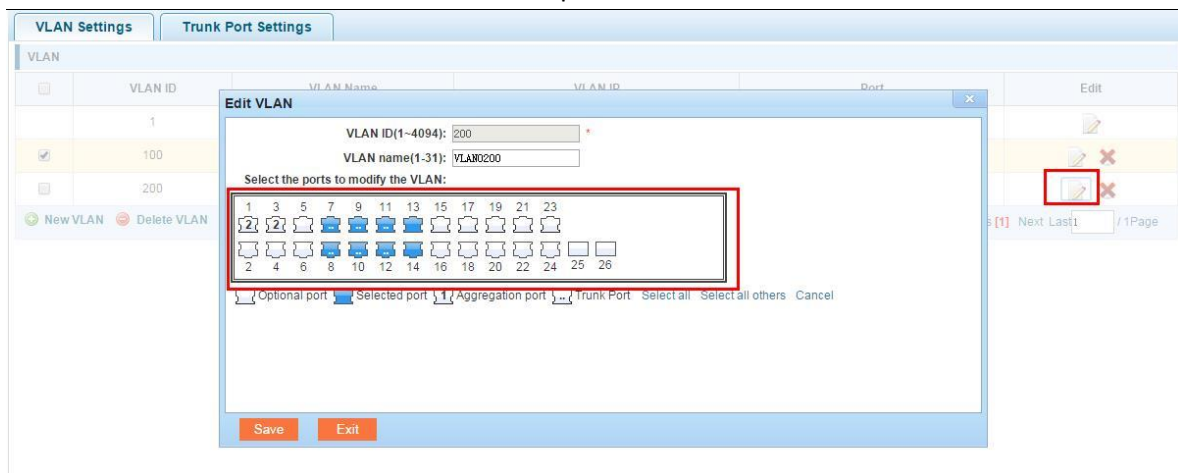 VLAN Settings Trunk Port Settings
VLAN
VLAN ID VLAN Name VLAN IP Port Edit
Edit VLAN
1
VLAN ID(1~4094): 200 *
100
VLAN name(1-31): VLAN0200
200
Select the ports to modify the VLAN:
1 3 5 7 9 11 13 15 17 19 21 23
2 2
2 4 6 8 10 12 14 16 18 20 22 24 25 26
New VLAN Delete VLAN
[1] Next Last 1 / 1Page
Optional port Selected port 1 Aggregation port .. Trunk Port Select all Select all others Cancel
Save Exit